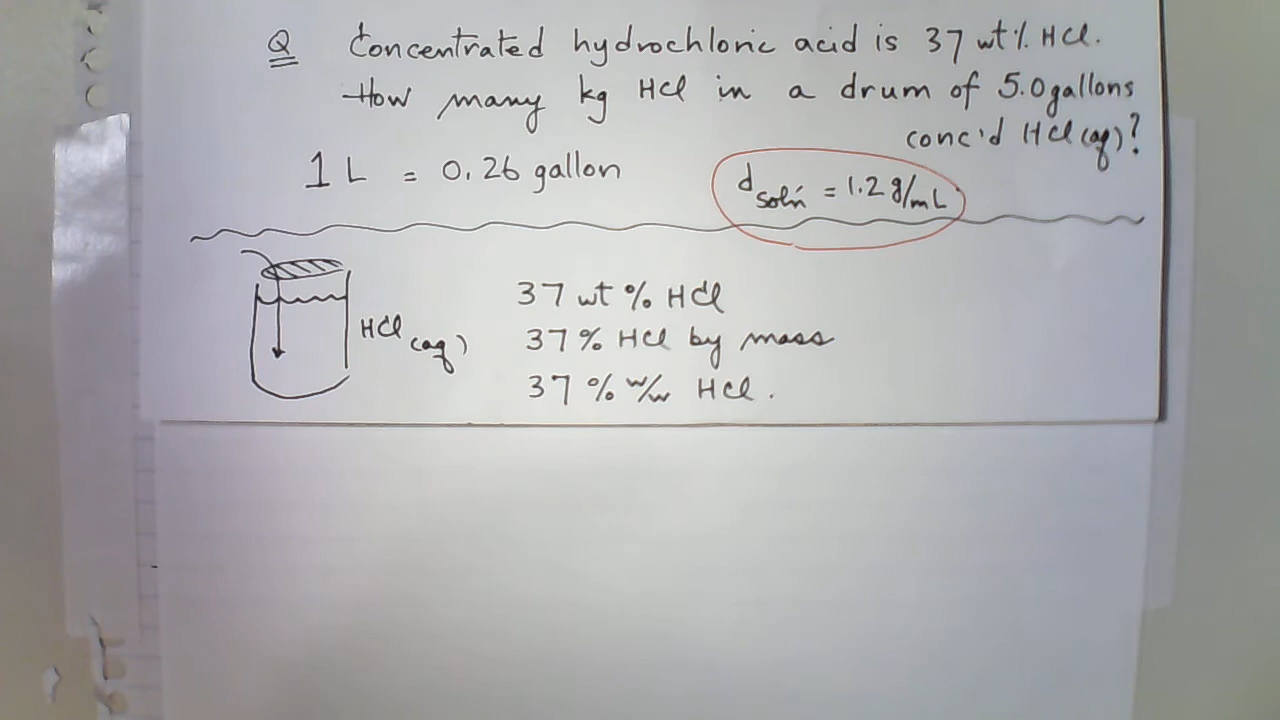 Q Concentrated hydrochloric acid is 37 wt% HCl.
How many kg HCl in a drum of 5.0 gallons
conc'd HCl (aq)?
1 L = 0.26 gallon
d sol'n = 1.2 g/mL
HCl (aq)
37 wt % HCl
37% HCl by mass
37 % w/w HCl.